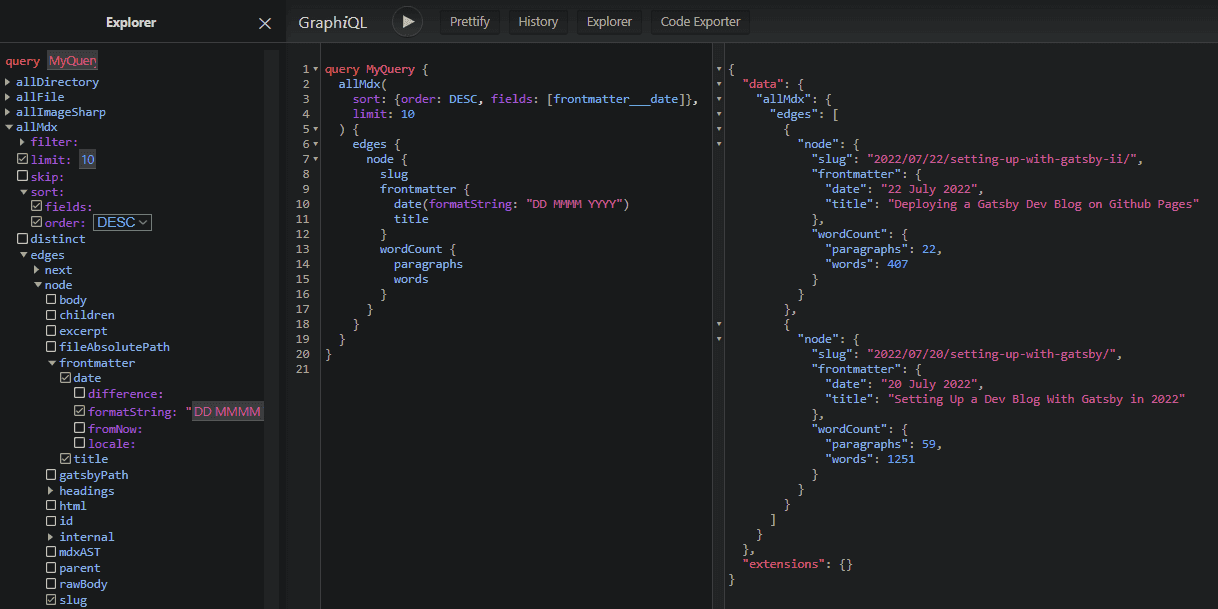 Explorer
GraphiQL
Prettify
History
Explorer
Code Exporter
query MyQuer
allDirectory
allFile
allImageSharp
allMdx
filter:
limit: 10
skip:
sort:
fields:
order: DESC
distinct
edges
next
node
body
children
excerpt
fileAbsolutePath
frontmatter
date
difference:
formatString: "DD MMMM
fromNow:
locale:
title
gatsbyPath
headings
html
id
internal
mdxAST
parent
rawBody
slug
1 query MyQuery {
2 allMdx(
3 sort: {order: DESC, fields: [frontmatter___date]},
4 limit: 10
5 ) {
6 edges {
7 node {
8 slug
9 frontmatter {
10 date(formatString: "DD MMMM YYYY")
11 title
12 }
13 wordCount {
14 paragraphs
15 words
16 }
17 }
18 }
19 }
20 }
21
{
"data": {
"allMdx": {
"edges": [
{
"node": {
"slug": "2022/07/22/setting-up-with-gatsby-ii/",
"frontmatter": {
"date": "22 July 2022",
"title": "Deploying a Gatsby Dev Blog on Github Pages"
},
"wordCount": {
"paragraphs": 22,
"words": 407
}
}
},
{
"node": {
"slug": "2022/07/20/setting-up-with-gatsby/",
"frontmatter": {
"date": "20 July 2022",
"title": "Setting Up a Dev Blog With Gatsby in 2022"
},
"wordCount": {
"paragraphs": 59,
"words": 1251
}
}
}
]
}
},
"extensions": {}
}